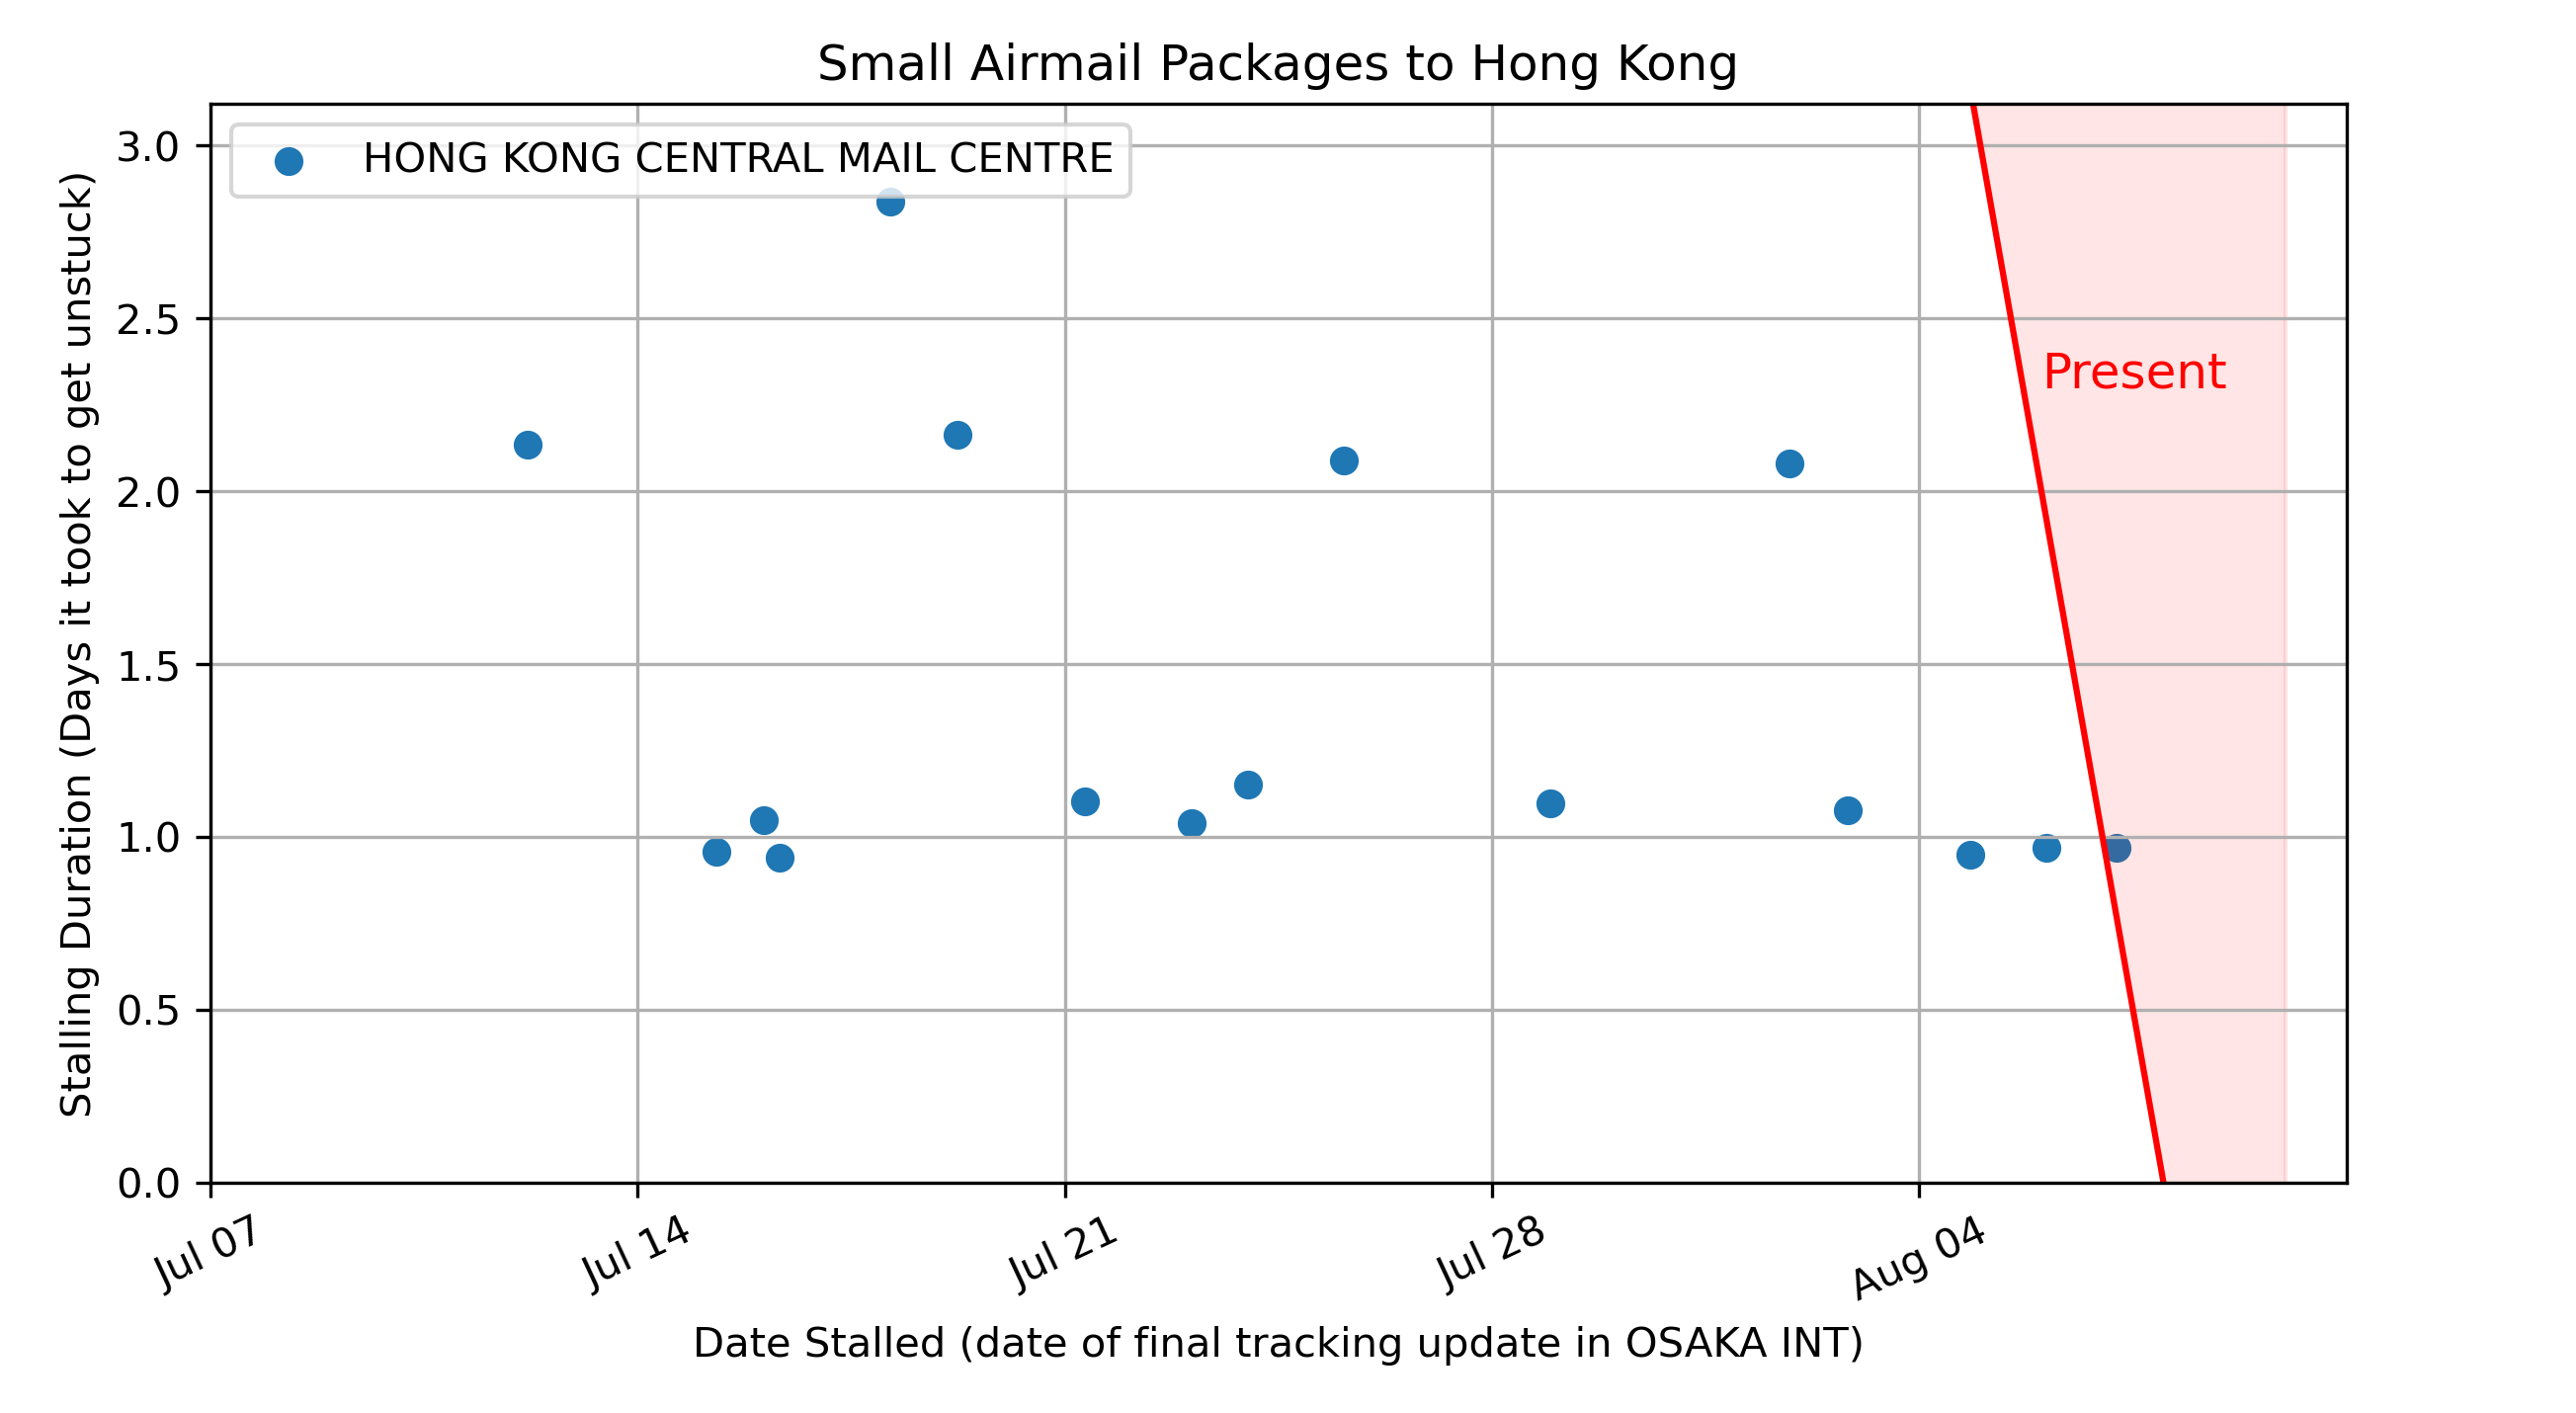 Small Airmail Packages to Hong Kong
HONG KONG CENTRAL MAIL CENTRE
Present
Stalling Duration (Days it took to get unstuck)
3.0
2.5
2.0
1.5
1.0
0.5
0.0
Jul 07
Jul 14
Jul 21
Jul 28
Aug 04
Date Stalled (date of final tracking update in OSAKA INT)